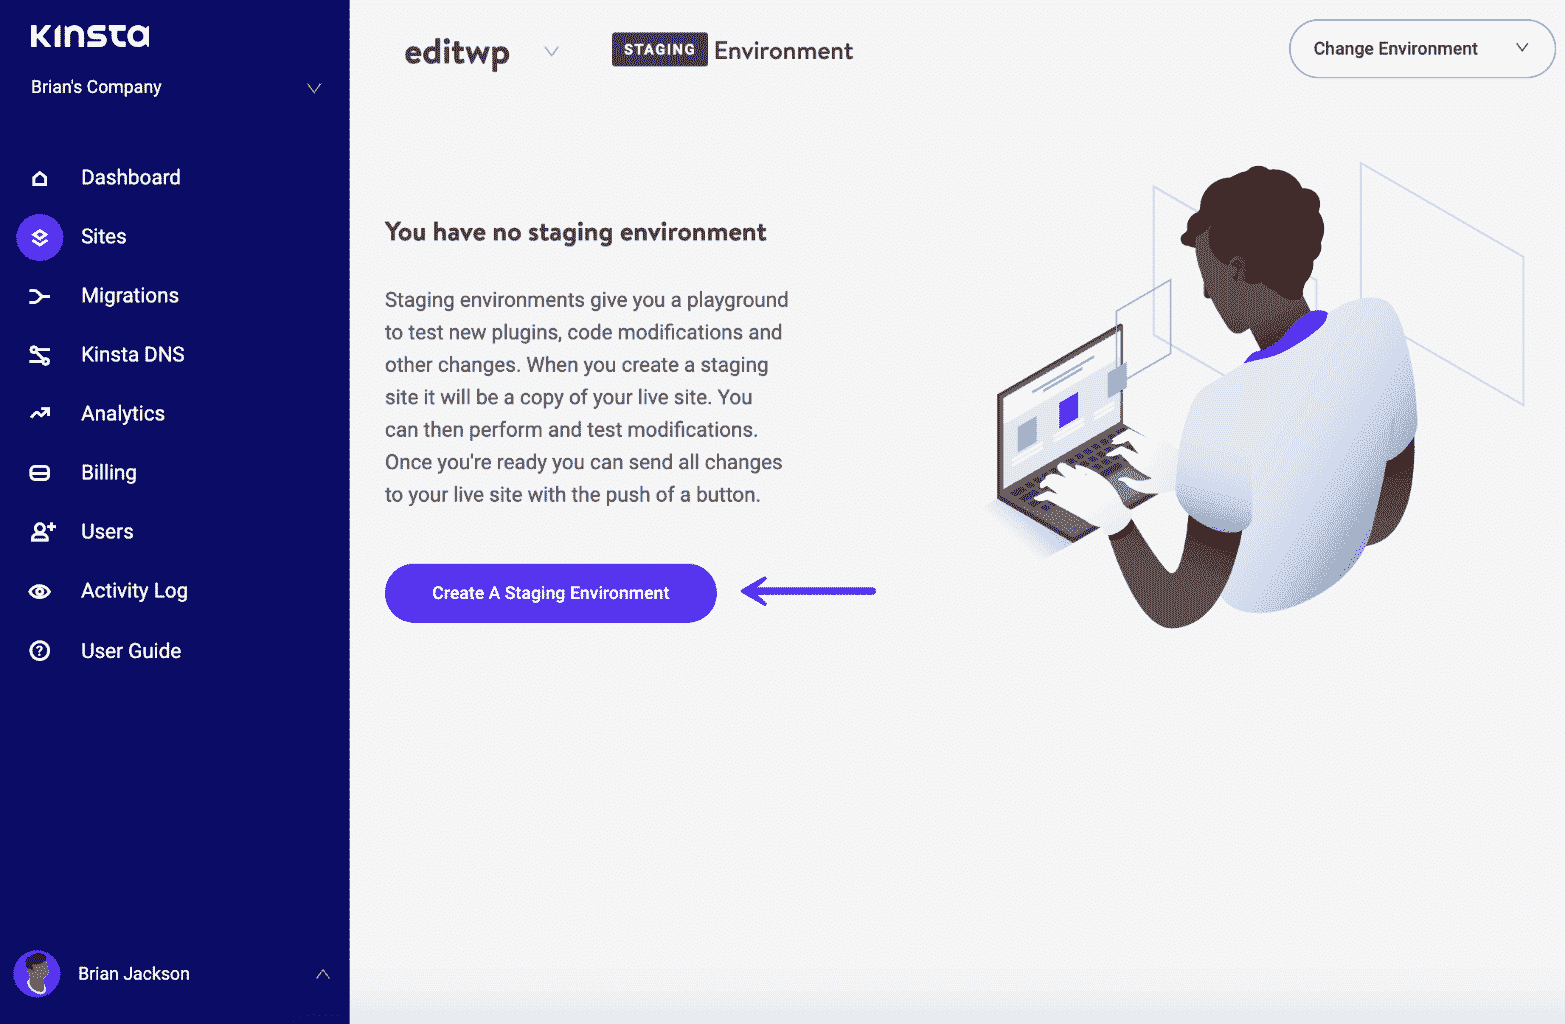 Kinsta
Brian's Company
Dashboard
Sites
Migrations
Kinsta DNS
Analytics
Billing
Users
Activity Log
User Guide
Brian Jackson
editwp
STAGING Environment
Change Environment
You have no staging environment
Staging environments give you a playground
to test new plugins, code modifications and
other changes. When you create a staging
site it will be a copy of your live site. You
can then perform and test modifications.
Once you're ready you can send all changes
to your live site with the push of a button.
Create A Staging Environment